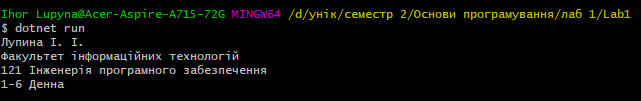 Ihor Lupyna@Acer-Aspire-A715-72G MINGW64 /d/унік/семестр 2/Основи програмування/лаб 1/Lab1
$ dotnet run
Лупина І. І.
Факультет інформаційних технологій
121 Інженерія програмного забезпечення
1-6 Денна